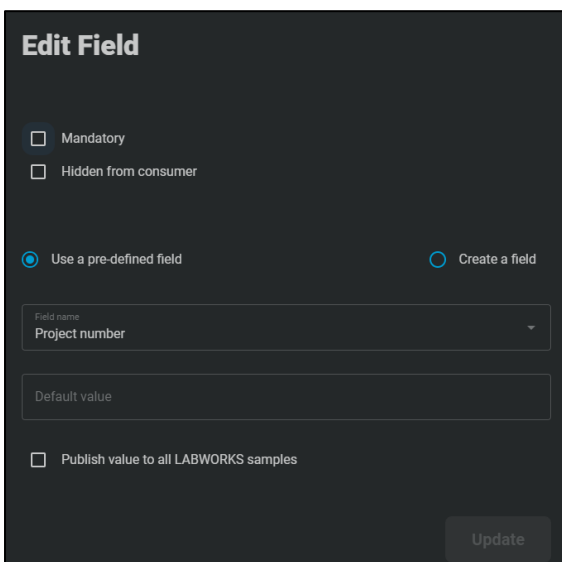 Edit Field
Mandatory
Hidden from consumer
Use a pre-defined field
Create a field
Field name
Project number
Default value
Publish value to all LABWORKS samples
Update